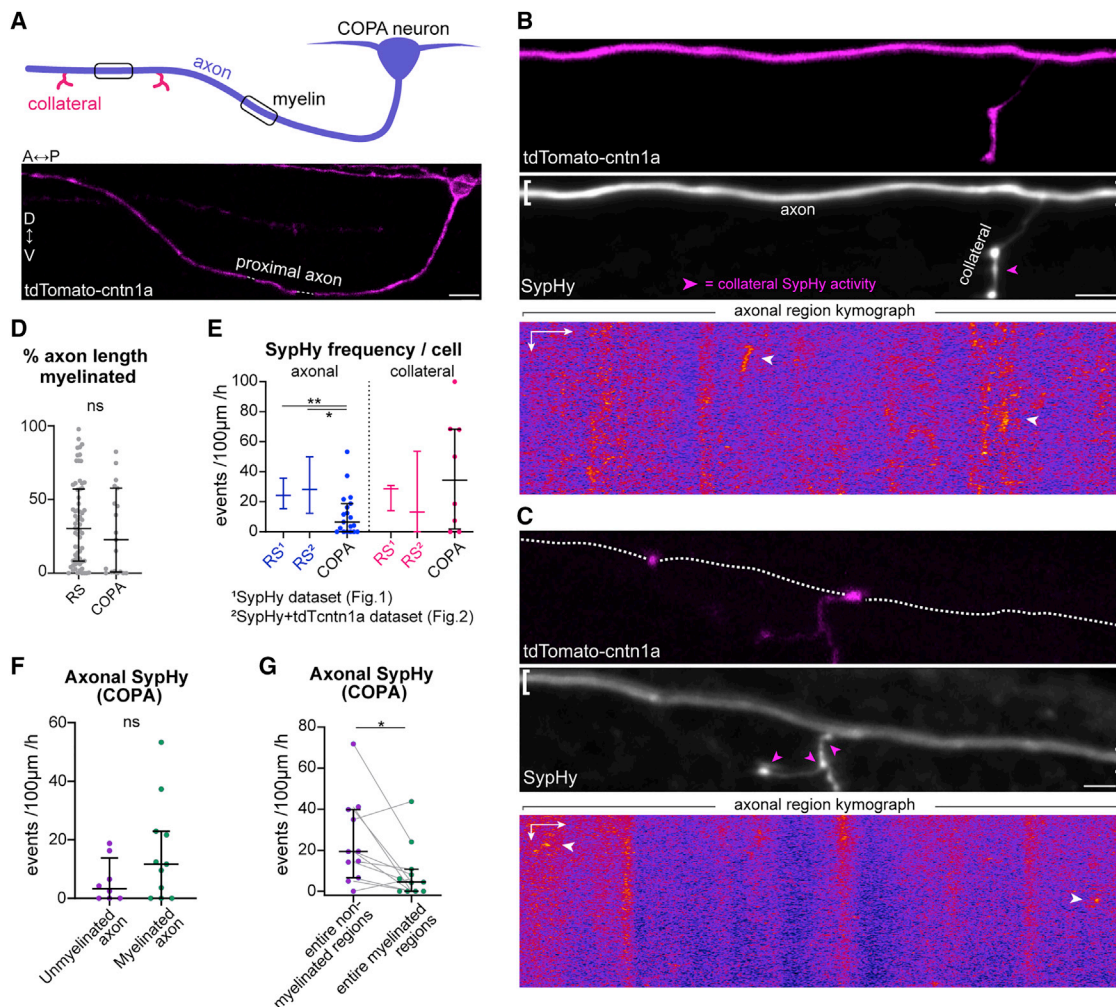 A
COPA neuron
axon
myelin
collateral
A↔P
D
↕
V
proximal axon
tdTomato-cntn1a
B
tdTomato-cntn1a
[
axon
collateral
➤ = collateral SypHy activity
SypHy
axonal region kymograph
C
tdTomato-cntn1a
[
SypHy
axonal region kymograph
D
% axon length
myelinated
ns
100
50
0
RS
COPA
E
SypHy frequency / cell
axonal
collateral
events /100μm /h
100
80
60
40
20
0
**
*
RS¹
RS²
COPA
RS¹
RS²
COPA
¹SypHy dataset (Fig.1)
²SypHy+tdTcntn1a dataset (Fig.2)
F
Axonal SypHy
(COPA)
ns
events /100μm /h
60
40
20
0
Unmyelinated
axon
Myelinated
axon
G
Axonal SypHy
(COPA)
*
events /100μm /h
80
60
40
20
0
entire non-
myelinated regions
entire myelinated
regions